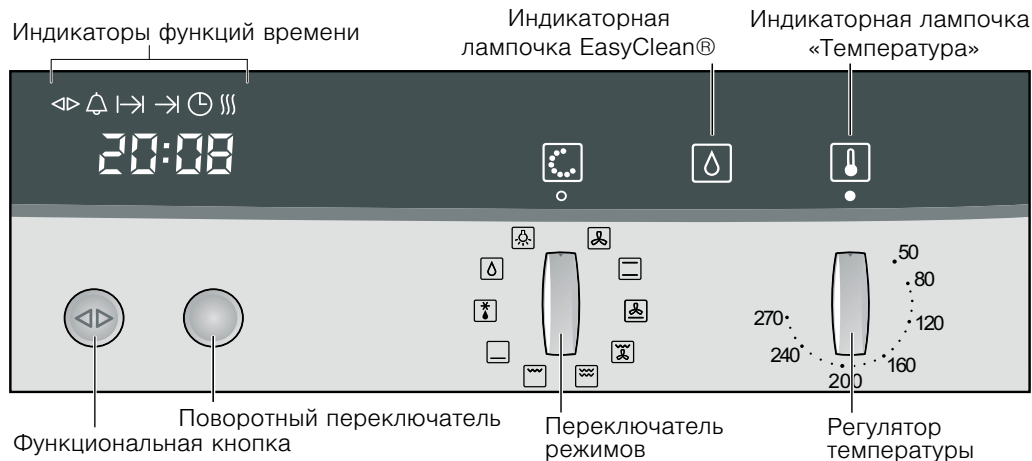 Индикаторы функций времени
Индикаторная
лампочка EasyClean®
Индикаторная лампочка
«Температура»
20:08
50
80
120
160
200
240
270
Функциональная кнопка
Поворотный переключатель
Переключатель
режимов
Регулятор
температуры